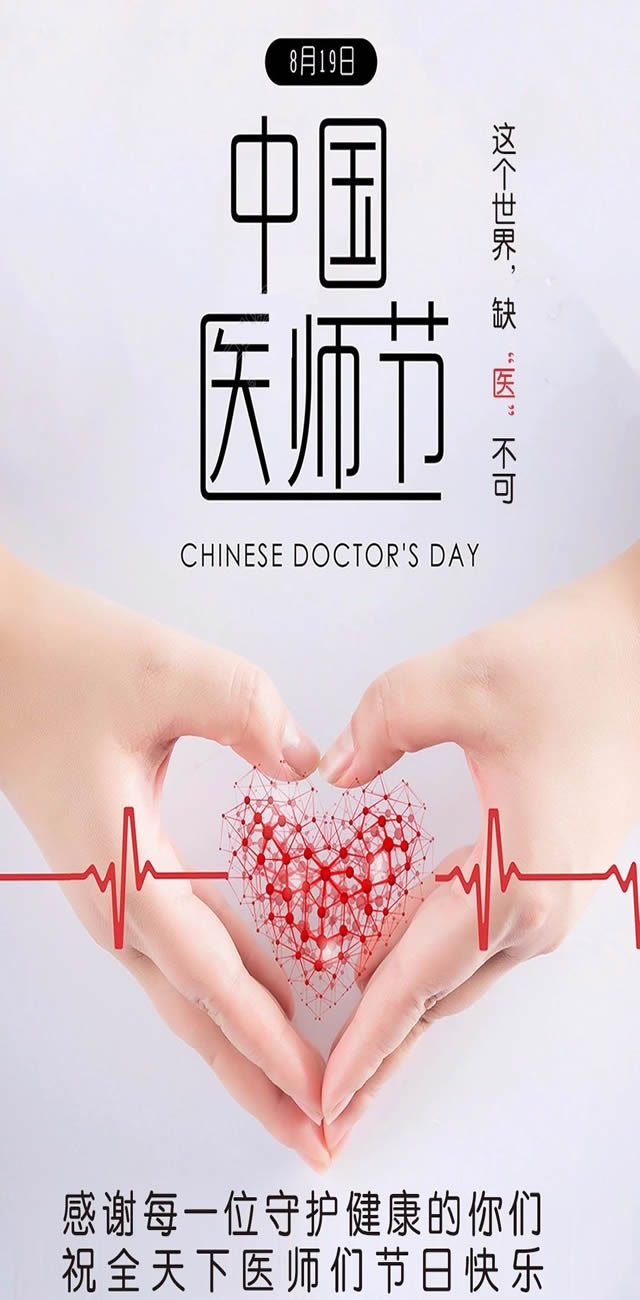 8月19日
中国
医师节
这个世界，缺“医”不可
CHINESE DOCTOR'S DAY
感谢每一位守护健康的你们
祝全天下医师们节日快乐